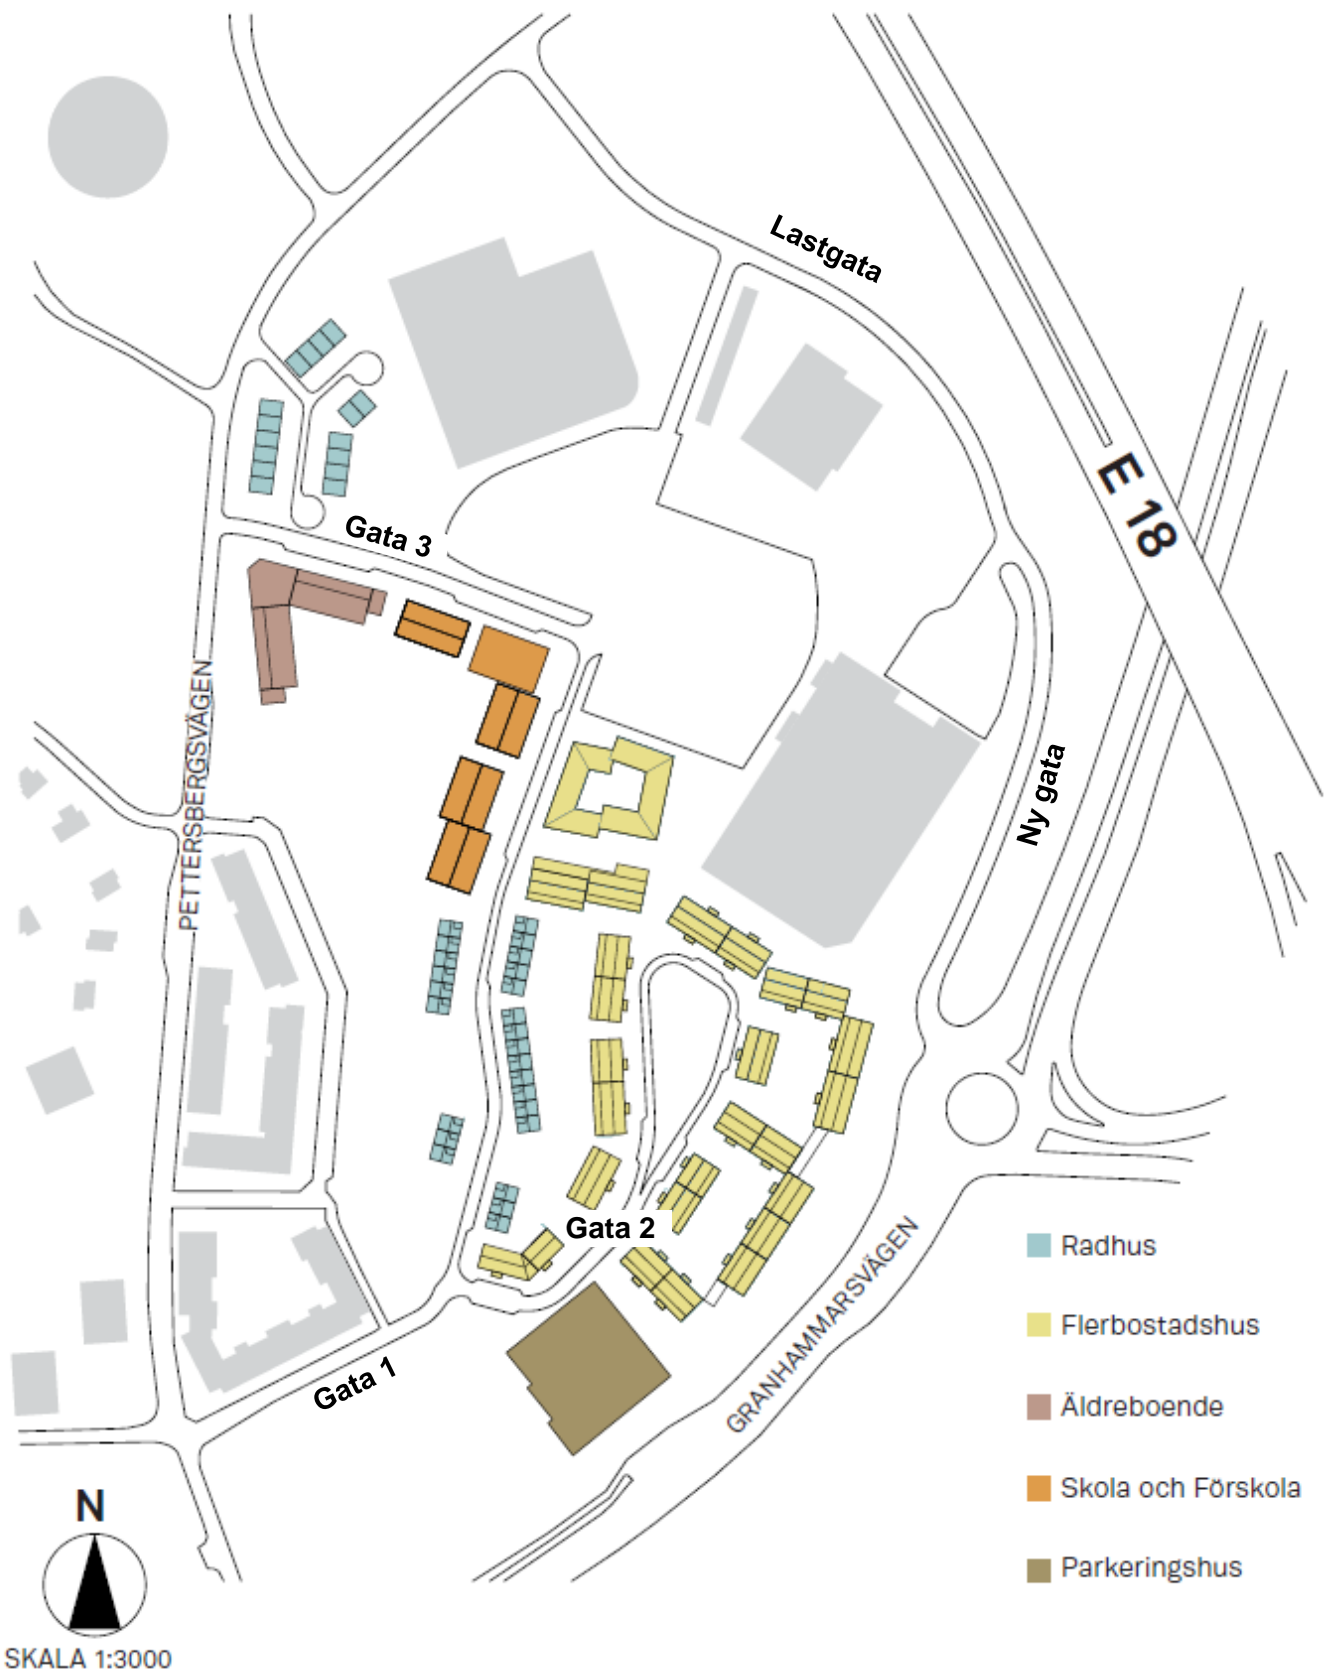 Lastgata
E 18
Gata 3
PETTERSBERGSVÄGEN
Ny gata
Gata 2
GRANHAMMARSVÄGEN
Gata 1
Radhus
Flerbostadshus
Äldreboende
Skola och Förskola
Parkeringshus
N
SKALA 1:3000